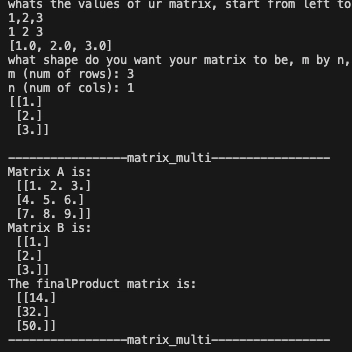 whats the values of ur matrix, start from left to
1,2,3
1 2 3
[1.0, 2.0, 3.0]
what shape do you want your matrix to be, m by n,
m (num of rows): 3
n (num of cols): 1
[[1.]
 [2.]
 [3.]]
-----------------matrix_multi-----------------
Matrix A is:
 [[1. 2. 3.]
 [4. 5. 6.]
 [7. 8. 9.]]
Matrix B is:
 [[1.]
 [2.]
 [3.]]
The finalProduct matrix is:
 [[14.]
 [32.]
 [50.]]
-----------------matrix_multi-----------------